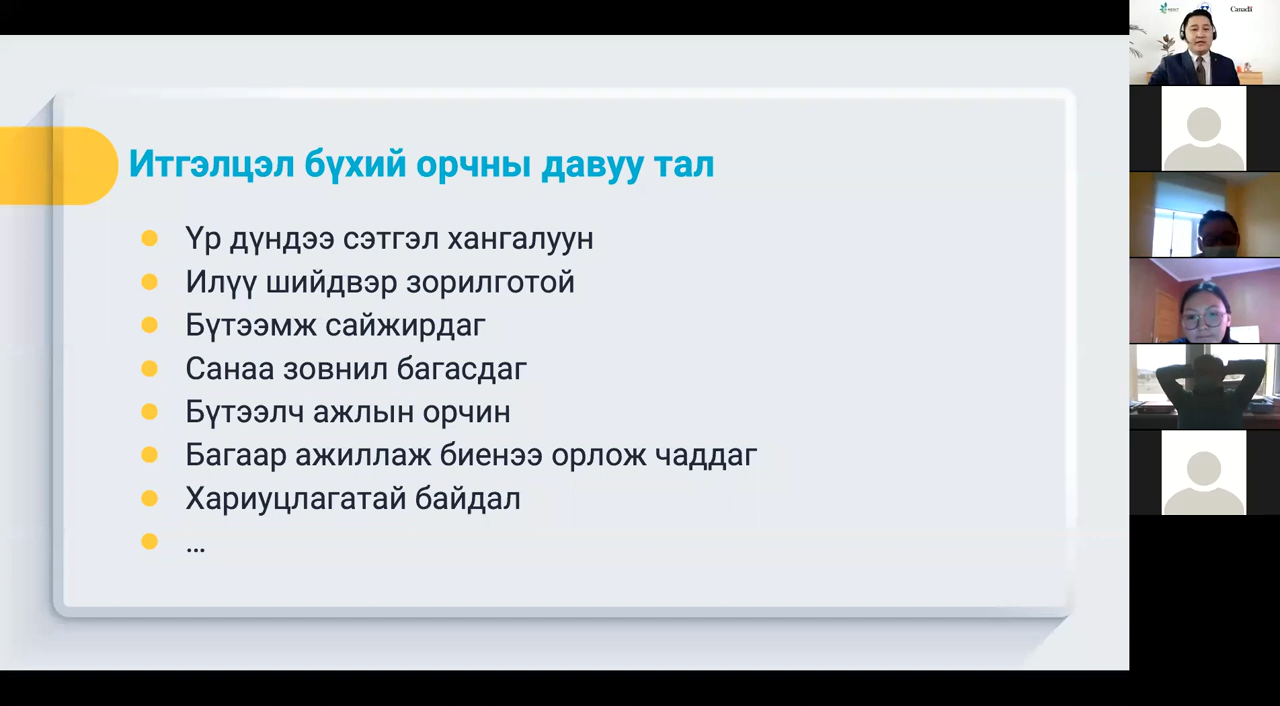 Итгэлцэл бүхий орчны давуу тал
Үр дүндээ сэтгэл хангалуун
Илүү шийдвэр зорилготой
Бүтээмж сайжирдаг
Санаа зовнил багасдаг
Бүтээлч ажлын орчин
Багаар ажиллаж биенээ орлож чаддаг
Хариуцлагатай байдал
...
Canada